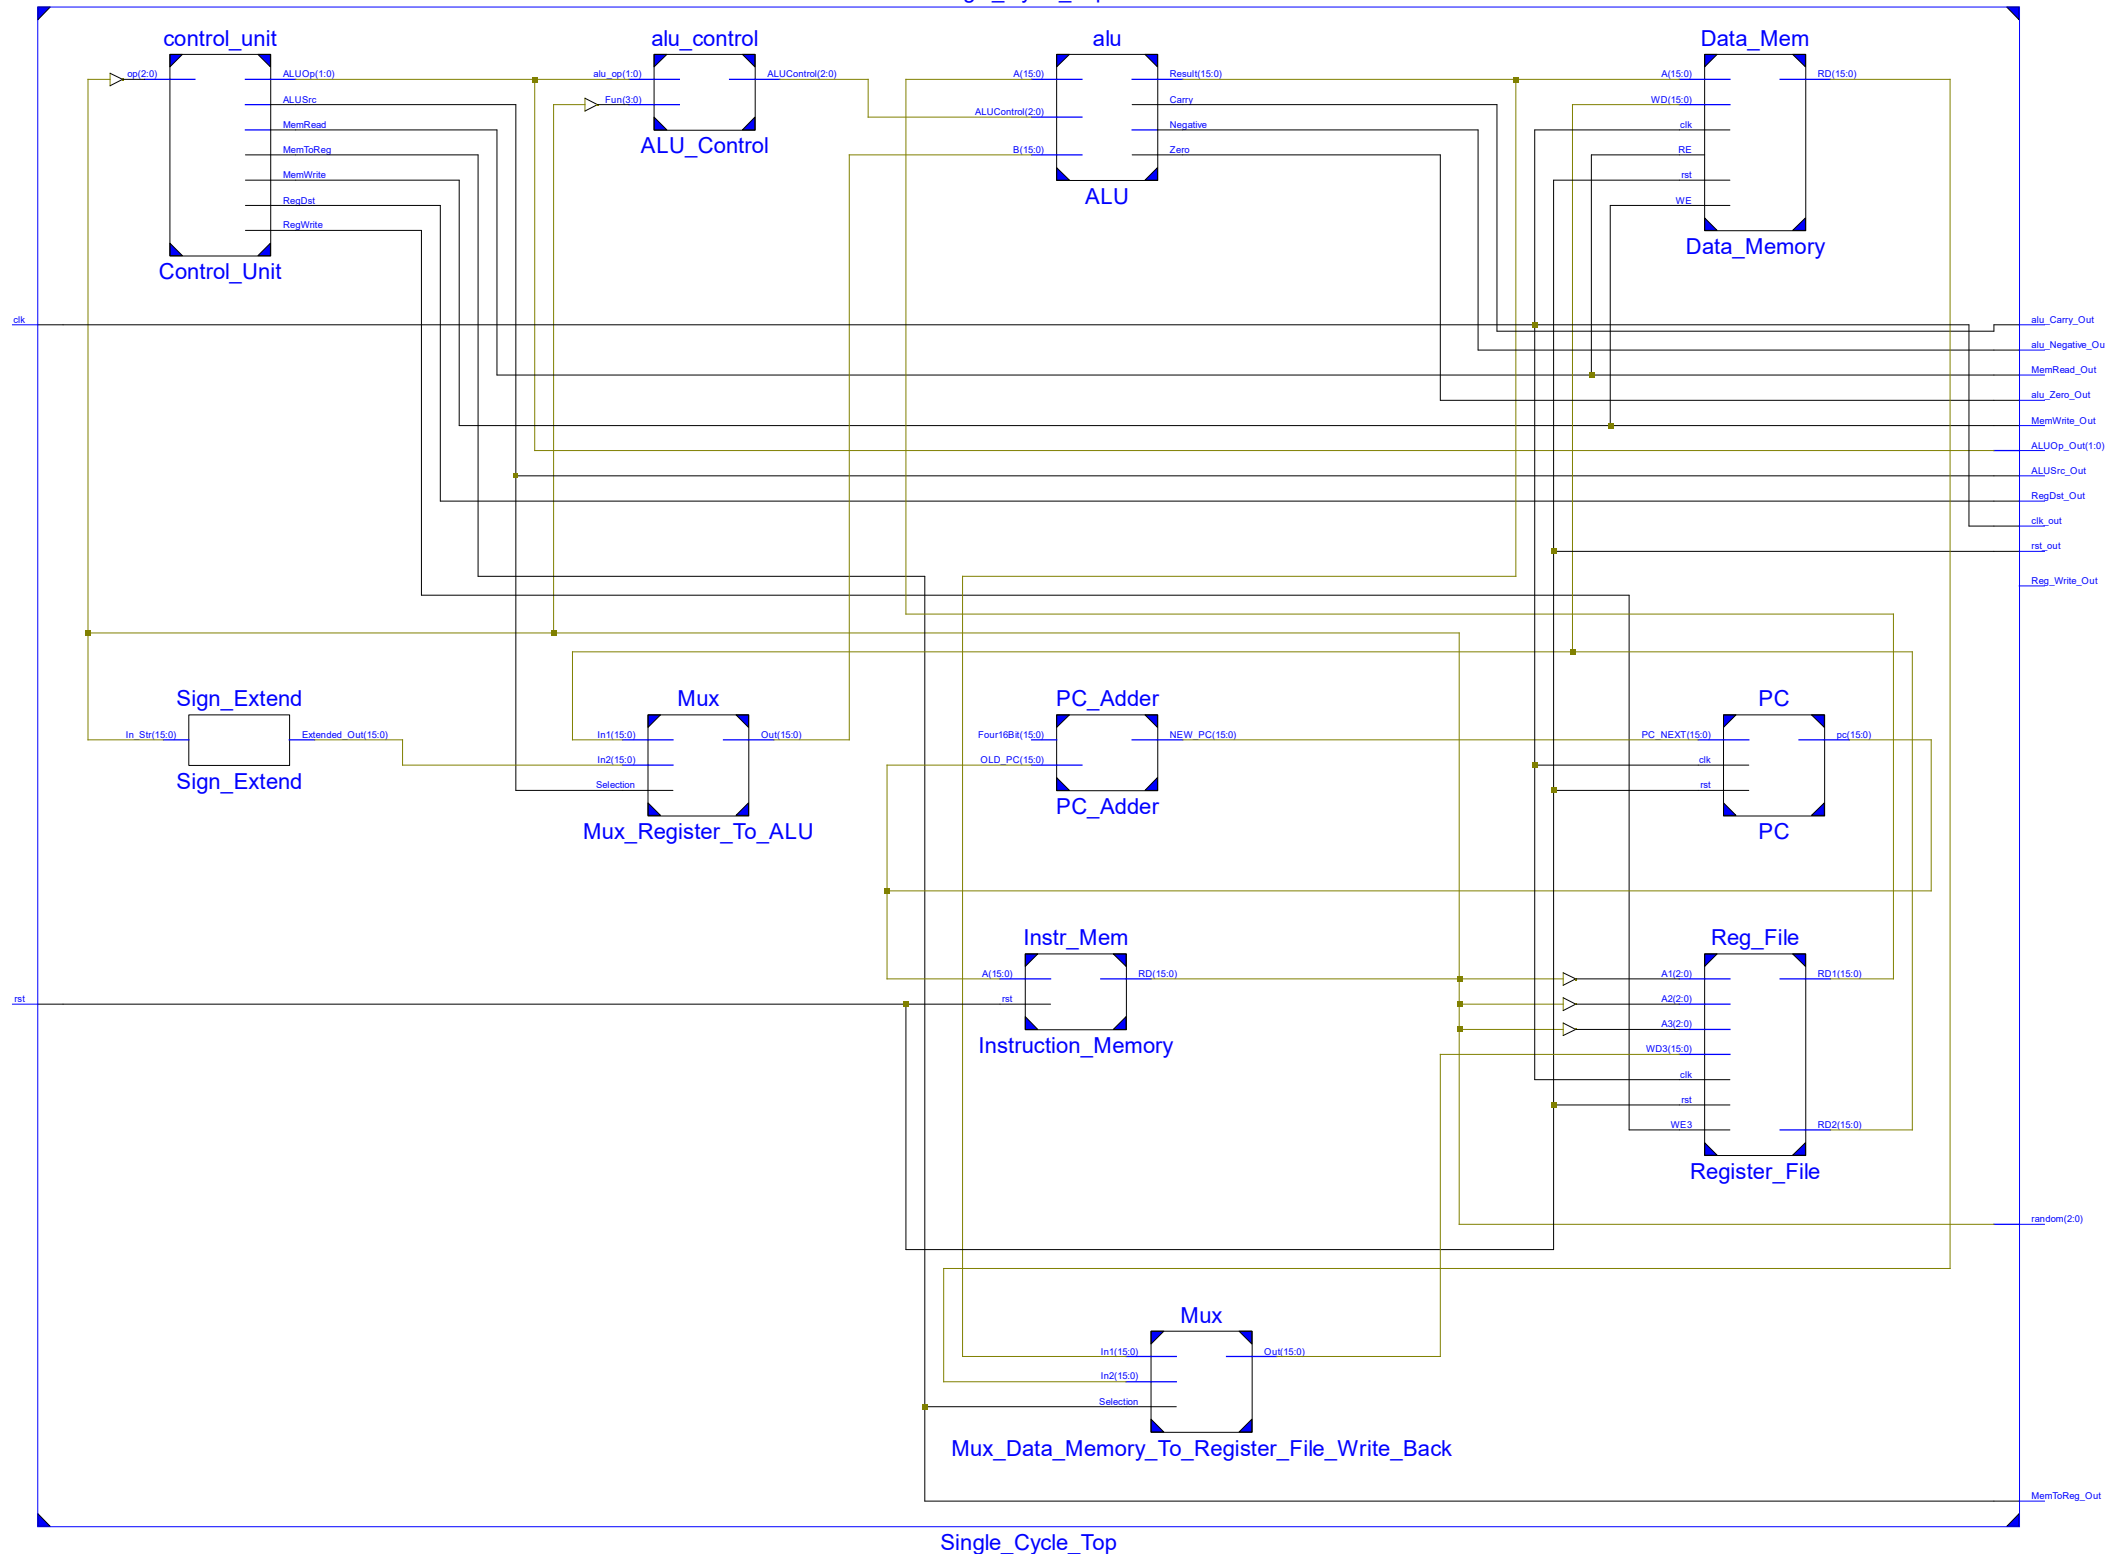 control_unit
op(2:0)
ALUOp(1:0)
ALUSrc
MemRead
MemToReg
MemWrite
RegDst
RegWrite
Control_Unit
alu_control
alu_op(1:0)
Fun(3:0)
ALUControl(2:0)
ALU_Control
alu
A(15:0)
ALUControl(2:0)
B(15:0)
Result(15:0)
Carry
Negative
Zero
ALU
Data_Mem
A(15:0)
WD(15:0)
clk
RE
rst
WE
RD(15:0)
Data_Memory
clk
alu_Carry_Out
alu_Negative_Ou
MemRead_Out
alu_Zero_Out
MemWrite_Out
ALUOp_Out(1:0)
ALUSrc_Out
RegDst_Out
clk_out
rst_out
Reg_Write_Out
Sign_Extend
In_Str(15:0)
Extended_Out(15:0)
Sign_Extend
Mux
In1(15:0)
In2(15:0)
Selection
Out(15:0)
Mux_Register_To_ALU
PC_Adder
Four16Bit(15:0)
OLD_PC(15:0)
NEW_PC(15:0)
PC_Adder
PC
PC_NEXT(15:0)
clk
rst
pc(15:0)
PC
rst
Instr_Mem
A(15:0)
rst
RD(15:0)
Instruction_Memory
Reg_File
A1(2:0)
A2(2:0)
A3(2:0)
WD3(15:0)
clk
rst
WE3
RD1(15:0)
RD2(15:0)
Register_File
random(2:0)
Mux
In1(15:0)
In2(15:0)
Selection
Out(15:0)
Mux_Data_Memory_To_Register_File_Write_Back
MemToReg_Out
Single_Cycle_Top